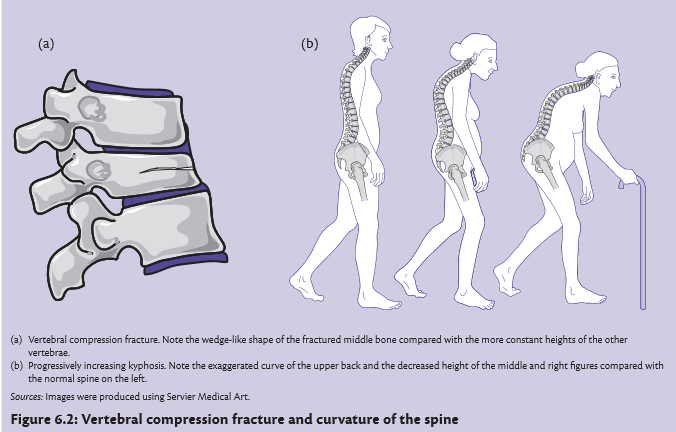 (a)
(b)
(a) Vertebral compression fracture. Note the wedge-like shape of the fractured middle bone compared with the more constant heights of the other
vertebrae.
(b) Progressively increasing kyphosis. Note the exaggerated curve of the upper back and the decreased height of the middle and right figures compared with
the normal spine on the left.
Sources: Images were produced using Servier Medical Art.
Figure 6.2: Vertebral compression fracture and curvature of the spine